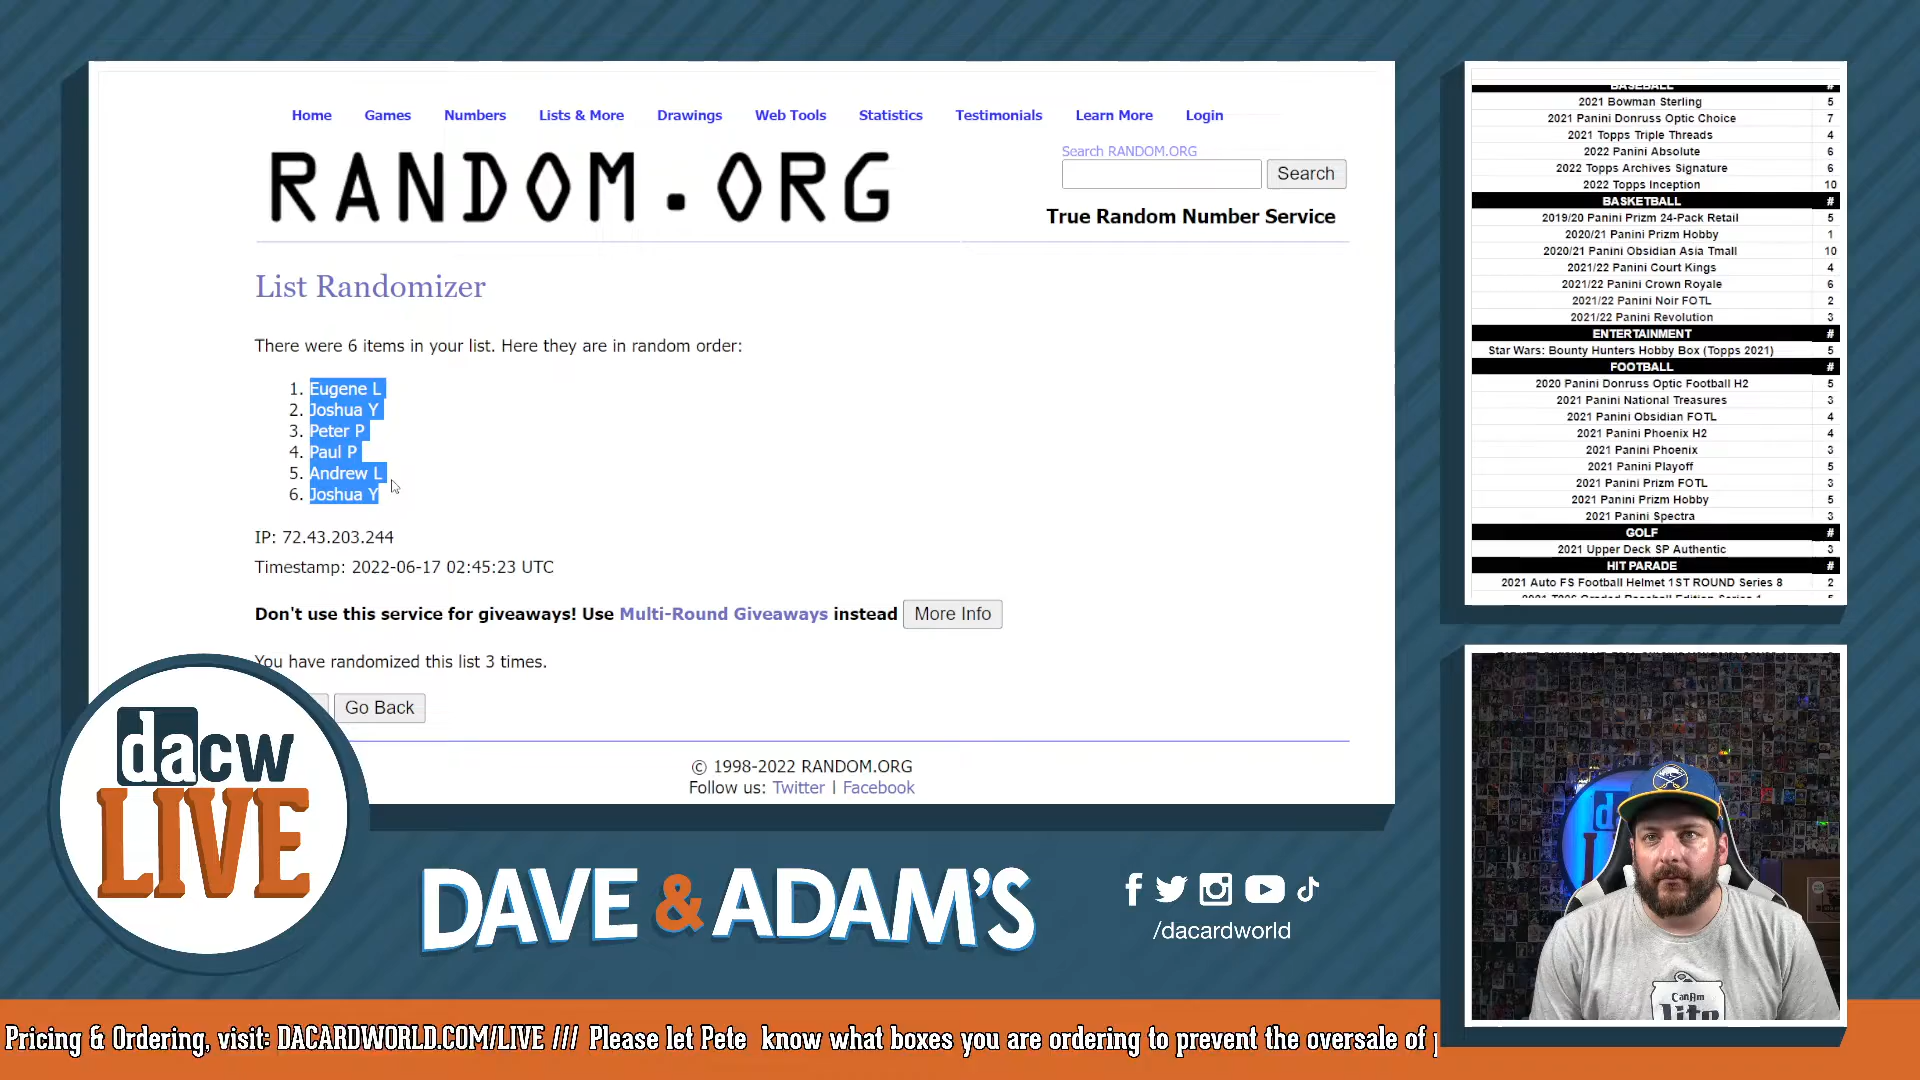 Home Games Numbers Lists & More Drawings Web Tools Statistics Testimonials Learn More Login
RANDOM.ORG
Search RANDOM.ORG
Search
True Random Number Service
List Randomizer
There were 6 items in your list. Here they are in random order:
1. Eugene L
2. Joshua Y
3. Peter P
4. Paul P
5. Andrew L
6. Joshua Y
IP: 72.43.203.244
Timestamp: 2022-06-17 02:45:23 UTC
Don't use this service for giveaways! Use Multi-Round Giveaways instead More Info
You have randomized this list 3 times.
Go Back
© 1998-2022 RANDOM.ORG
Follow us: Twitter | Facebook
BASEBALL #
2021 Bowman Sterling 5
2021 Panini Donruss Optic Choice 7
2021 Topps Triple Threads 4
2022 Panini Absolute 6
2022 Topps Archives Signature 6
2022 Topps Inception 10
BASKETBALL #
2019/20 Panini Prizm 24-Pack Retail 5
2020/21 Panini Prizm Hobby 1
2020/21 Panini Obsidian Asia Tmall 10
2021/22 Panini Court Kings 4
2021/22 Panini Crown Royale 6
2021/22 Panini Noir FOTL 2
2021/22 Panini Revolution 3
ENTERTAINMENT #
Star Wars: Bounty Hunters Hobby Box (Topps 2021) 5
FOOTBALL #
2020 Panini Donruss Optic Football H2 5
2021 Panini National Treasures 3
2021 Panini Obsidian FOTL 4
2021 Panini Phoenix H2 4
2021 Panini Phoenix 3
2021 Panini Playoff 5
2021 Panini Prizm FOTL 3
2021 Panini Prizm Hobby 5
2021 Panini Spectra 3
GOLF #
2021 Upper Deck SP Authentic 3
HIT PARADE #
2021 Auto FS Football Helmet 1ST ROUND Series 8 2
dacw
LIVE
DAVE & ADAM'S
/dacardworld
CanAm
Pricing & Ordering, visit: DACARDWORLD.COM/LIVE /// Please let Pete know what boxes you are ordering to prevent the oversale of